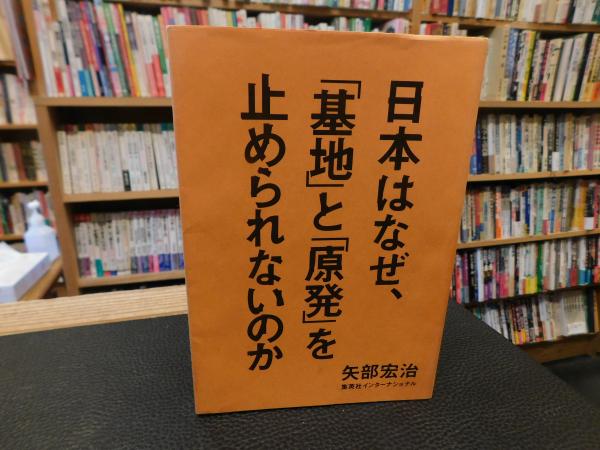 日本はなぜ、
「基地」と「原発」を
止められないのか
矢部宏治
集英社インターナショナル